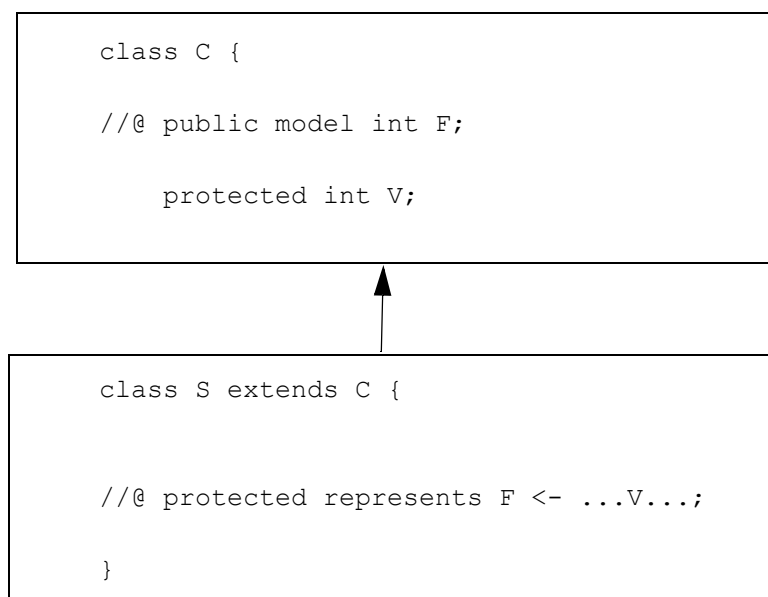 class C {
//@ public model int F;
protected int V;
class S extends C {
//@ protected represents F <- ...V...;
}